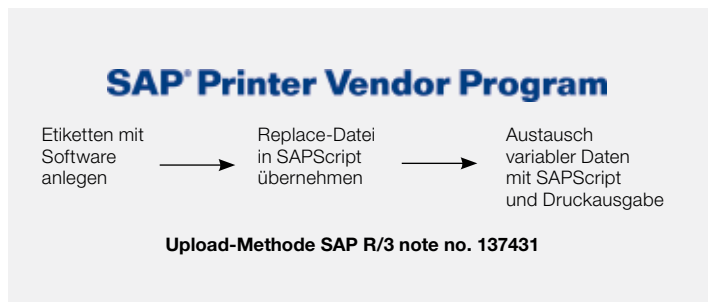 SAP® Printer Vendor Program
Etiketten mit
Software
anlegen
Replace-Datei
in SAPScript
übernehmen
Austausch
variabler Daten
mit SAPScript
und Druckausgabe
Upload-Methode SAP R/3 note no. 137431